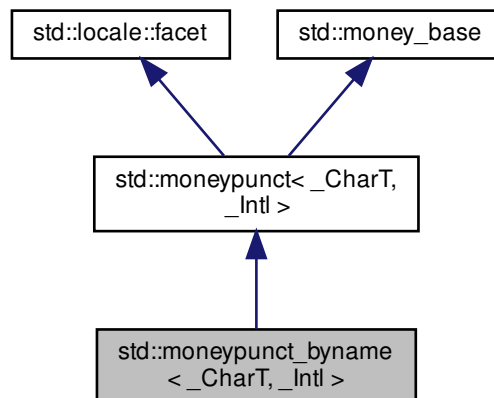 std::locale::facet
std::money_base
std::moneypunct< _CharT,
_Intl >
std::moneypunct_byname
< _CharT, _Intl >